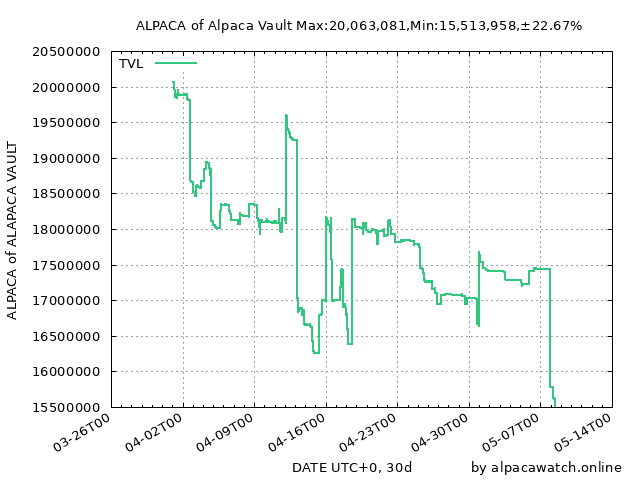 ALPACA of Alpaca Vault Max:20,063,081,Min:15,513,958,±22.67%
TVL
20500000
20000000
19500000
19000000
18500000
18000000
17500000
17000000
16500000
16000000
15500000
ALPACA of ALAPACA VAULT
03-26T00
04-02T00
04-09T00
04-16T00
04-23T00
04-30T00
05-07T00
05-14T00
DATE UTC+0, 30d
by alpacawatch.online